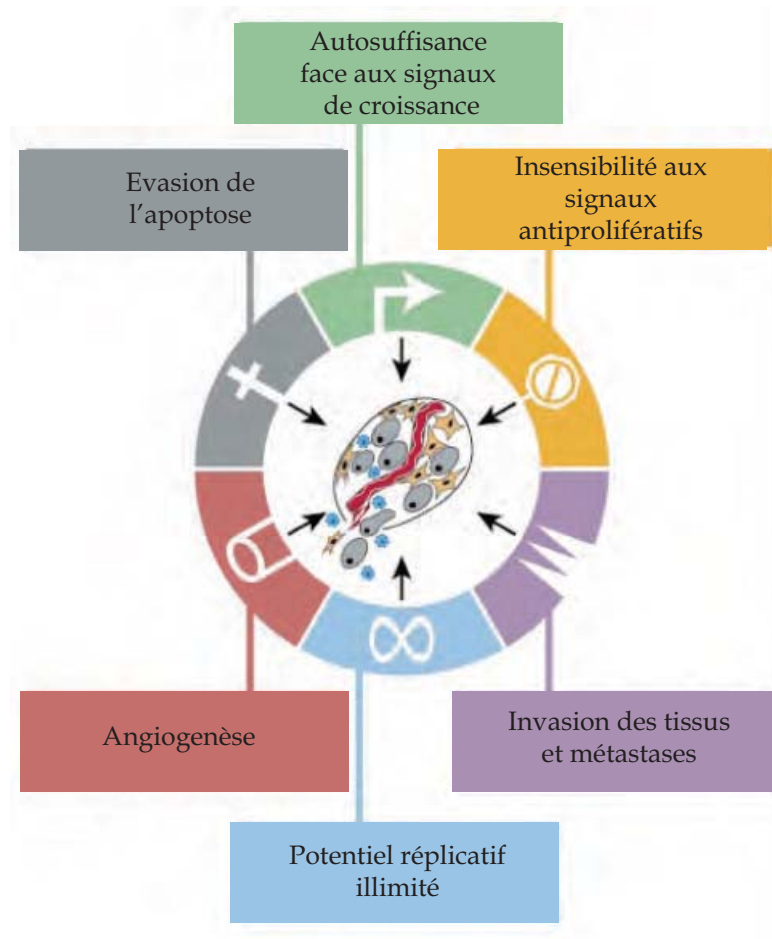 Autosuffisance
face aux signaux
de croissance
Evasion de
l'apoptose
Insensibilité aux
signaux
antiprolifératifs
Angiogenèse
Invasion des tissus
et métastases
Potentiel réplicatif
illimité